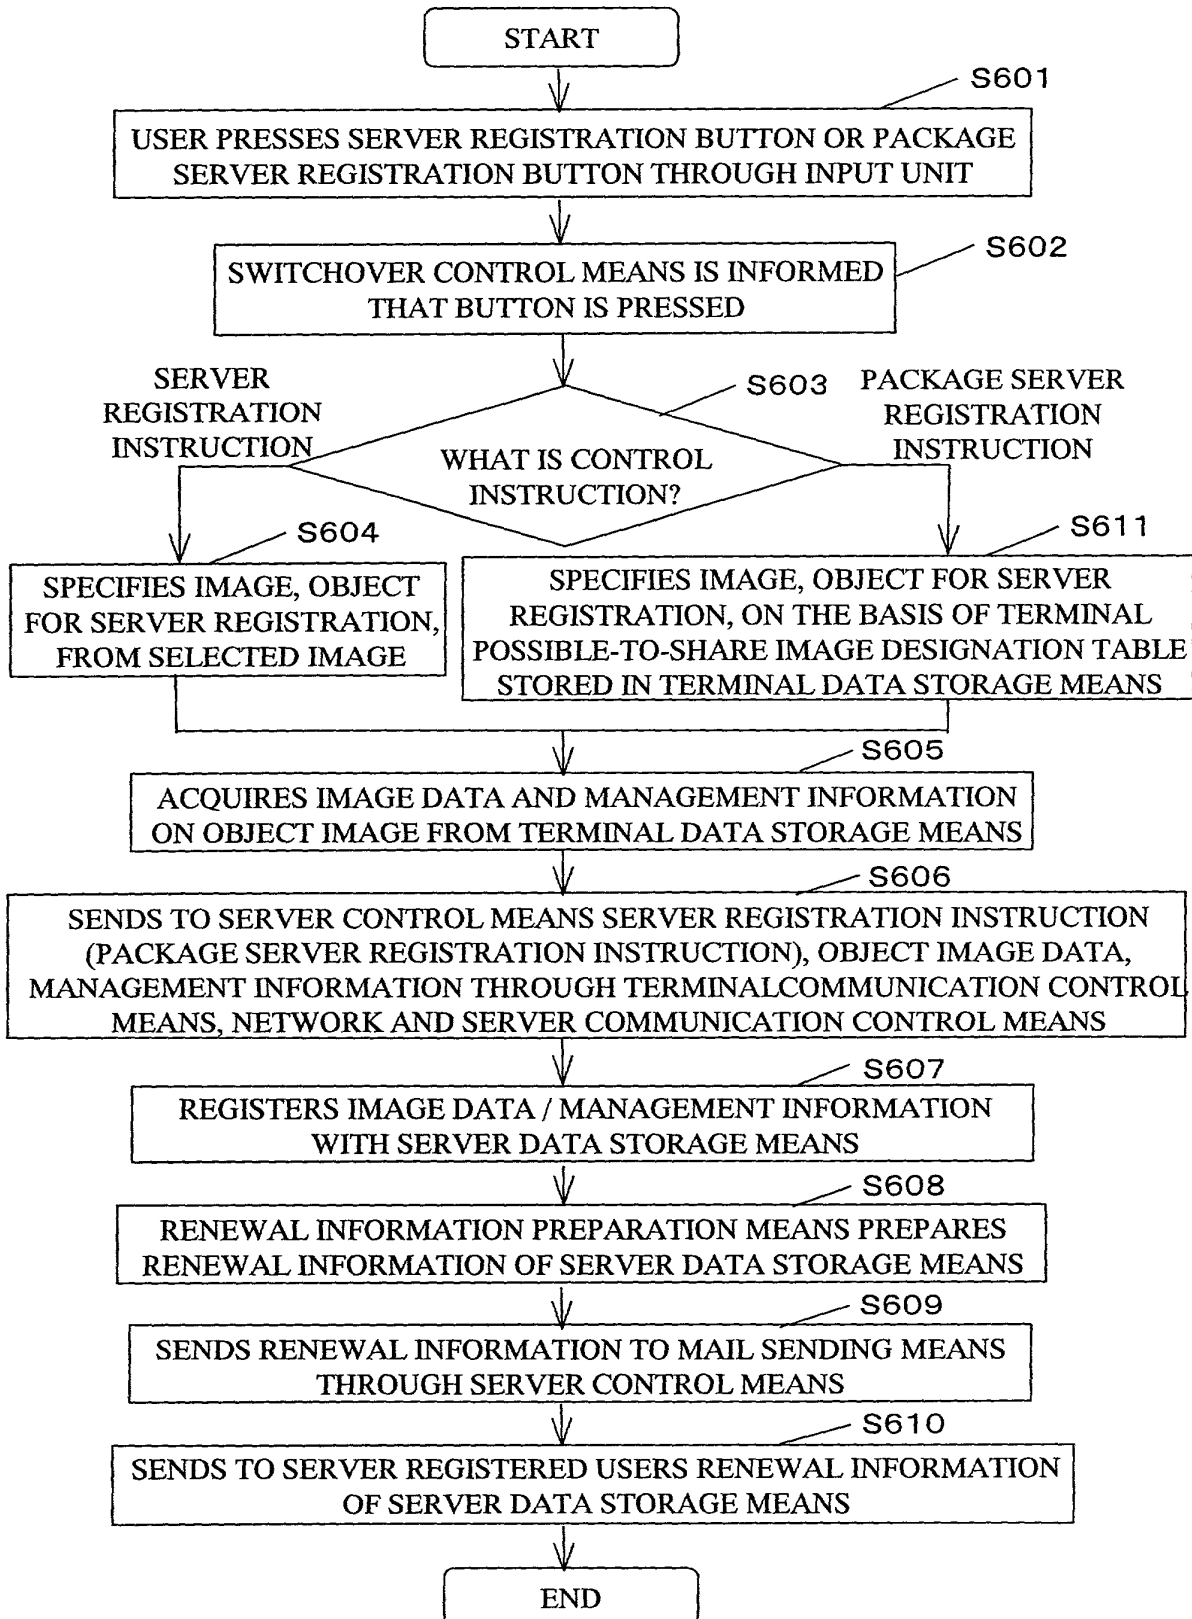 START
S601
USER PRESSES SERVER REGISTRATION BUTTON OR PACKAGE
SERVER REGISTRATION BUTTON THROUGH INPUT UNIT
S602
SWITCHOVER CONTROL MEANS IS INFORMED
THAT BUTTON IS PRESSED
S603
SERVER
REGISTRATION
INSTRUCTION
PACKAGE SERVER
REGISTRATION
INSTRUCTION
WHAT IS CONTROL
INSTRUCTION?
S604
SPECIFIES IMAGE, OBJECT
FOR SERVER REGISTRATION,
FROM SELECTED IMAGE
S611
SPECIFIES IMAGE, OBJECT FOR SERVER
REGISTRATION, ON THE BASIS OF TERMINAL
POSSIBLE-TO-SHARE IMAGE DESIGNATION TABLE
STORED IN TERMINAL DATA STORAGE MEANS
S605
ACQUIRES IMAGE DATA AND MANAGEMENT INFORMATION
ON OBJECT IMAGE FROM TERMINAL DATA STORAGE MEANS
S606
SENDS TO SERVER CONTROL MEANS SERVER REGISTRATION INSTRUCTION
(PACKAGE SERVER REGISTRATION INSTRUCTION), OBJECT IMAGE DATA,
MANAGEMENT INFORMATION THROUGH TERMINALCOMMUNICATION CONTROL
MEANS, NETWORK AND SERVER COMMUNICATION CONTROL MEANS
S607
REGISTERS IMAGE DATA / MANAGEMENT INFORMATION
WITH SERVER DATA STORAGE MEANS
S608
RENEWAL INFORMATION PREPARATION MEANS PREPARES
RENEWAL INFORMATION OF SERVER DATA STORAGE MEANS
S609
SENDS RENEWAL INFORMATION TO MAIL SENDING MEANS
THROUGH SERVER CONTROL MEANS
S610
SENDS TO SERVER REGISTERED USERS RENEWAL INFORMATION
OF SERVER DATA STORAGE MEANS
END